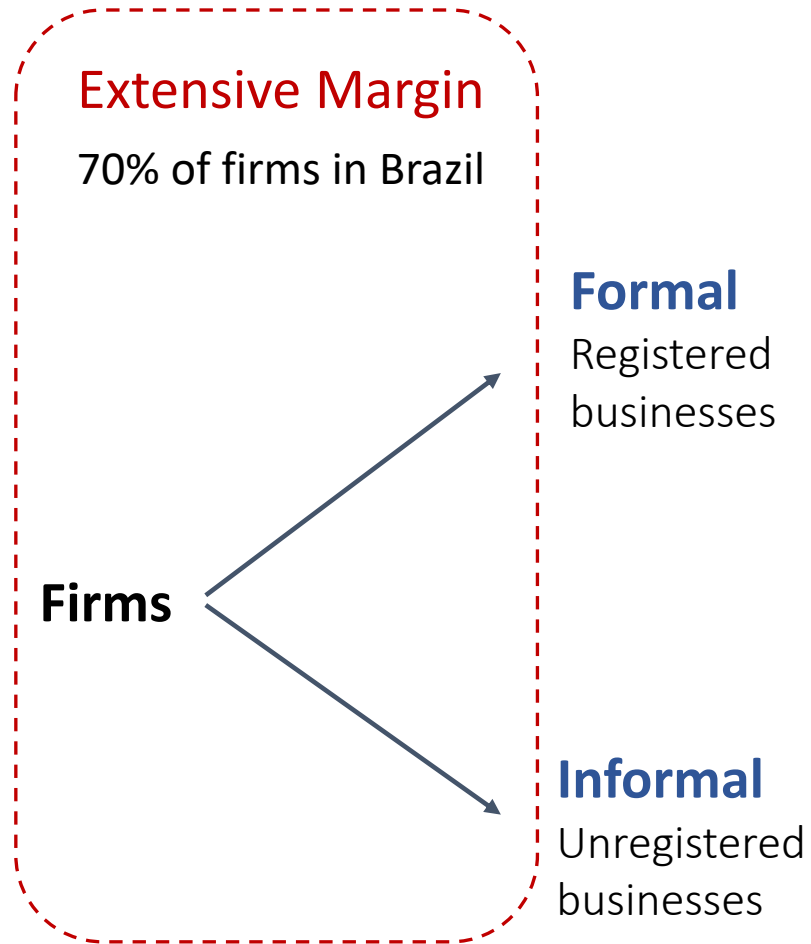 Extensive Margin
70% of firms in Brazil
Formal
Registered
businesses
Firms
Informal
Unregistered
businesses